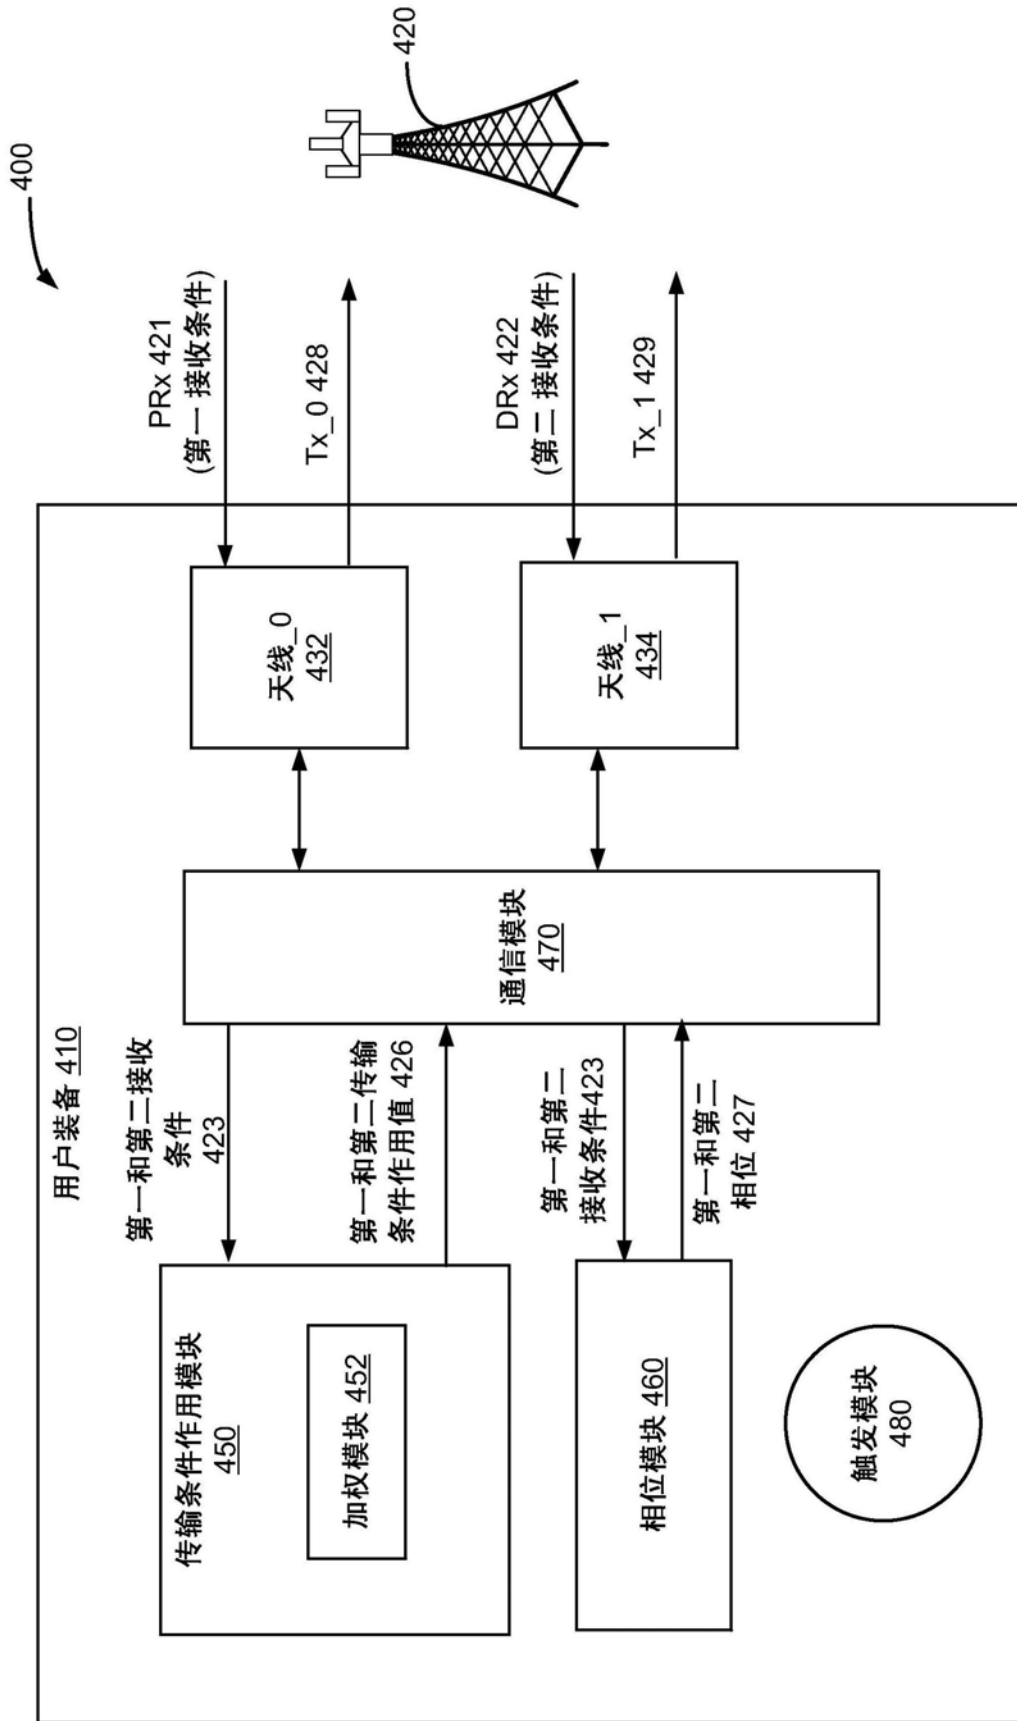 400
用户装备 410
传输条件作用模块
450
加权模块 452
第一和第二接收
条件
423
第一和第二传输
条件作用值 426
相位模块 460
第一和第二
接收条件423
第一和第二
相位 427
触发模块
480
通信模块
470
天线_0
432
天线_1
434
PRx 421
(第一 接收条件)
Tx_0 428
DRx 422
(第二 接收条件)
Tx_1 429
420